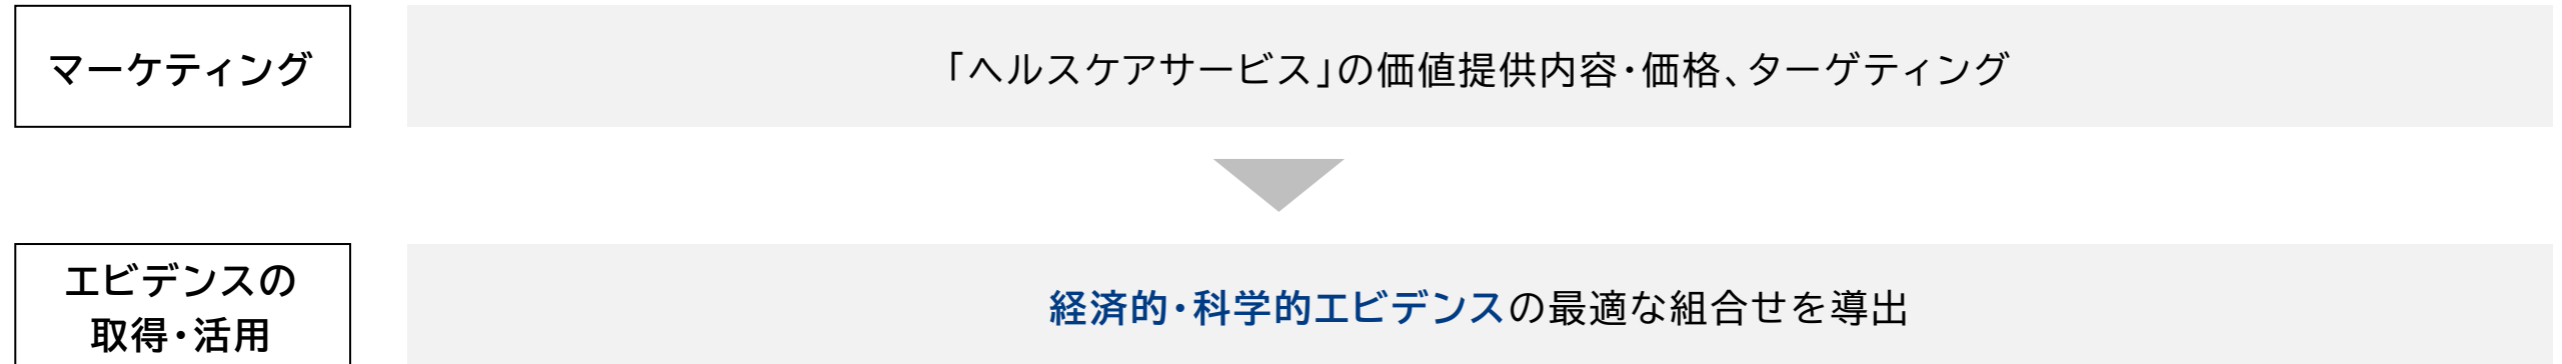 マーケティング
「ヘルスケアサービス」の価値提供内容・価格、ターゲティング
エビデンスの
取得・活用
経済的・科学的エビデンスの最適な組合せを導出